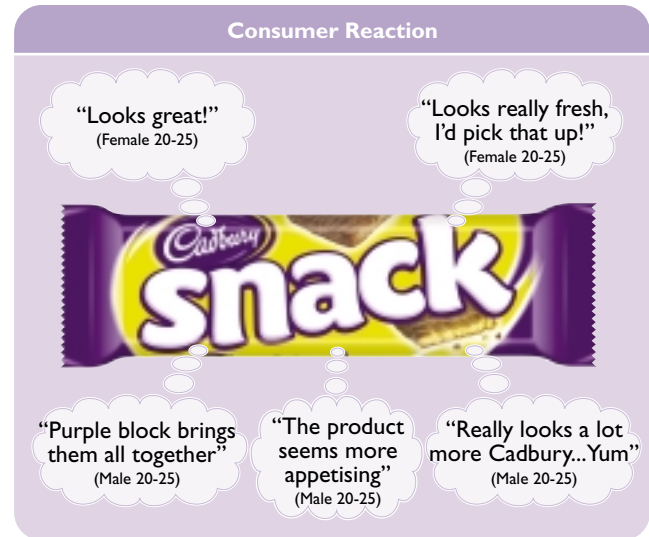 Consumer Reaction
“Looks great!”
(Female 20-25)
“Looks really fresh,
I’d pick that up!”
(Female 20-25)
Cadbury
snack
“Purple block brings
them all together”
(Male 20-25)
“The product
seems more
appetising”
(Male 20-25)
“Really looks a lot
more Cadbury...Yum”
(Male 20-25)